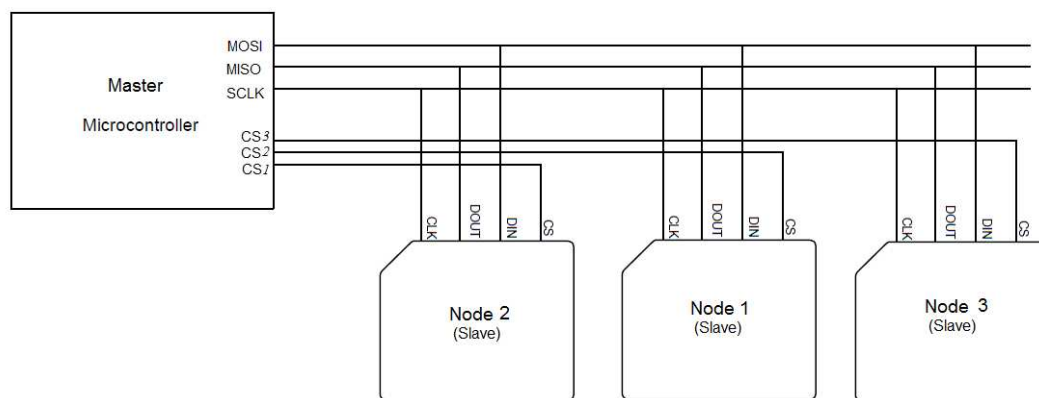 MOSI
MISO
Master
SCLK
Microcontroller
CS3
CS2
CS1
CLK
DOUT
DIN
CS
CLK
DOUT
DIN
CS
CLK
DOUT
DIN
CS
Node 2
(Slave)
Node 1
(Slave)
Node 3
(Slave)